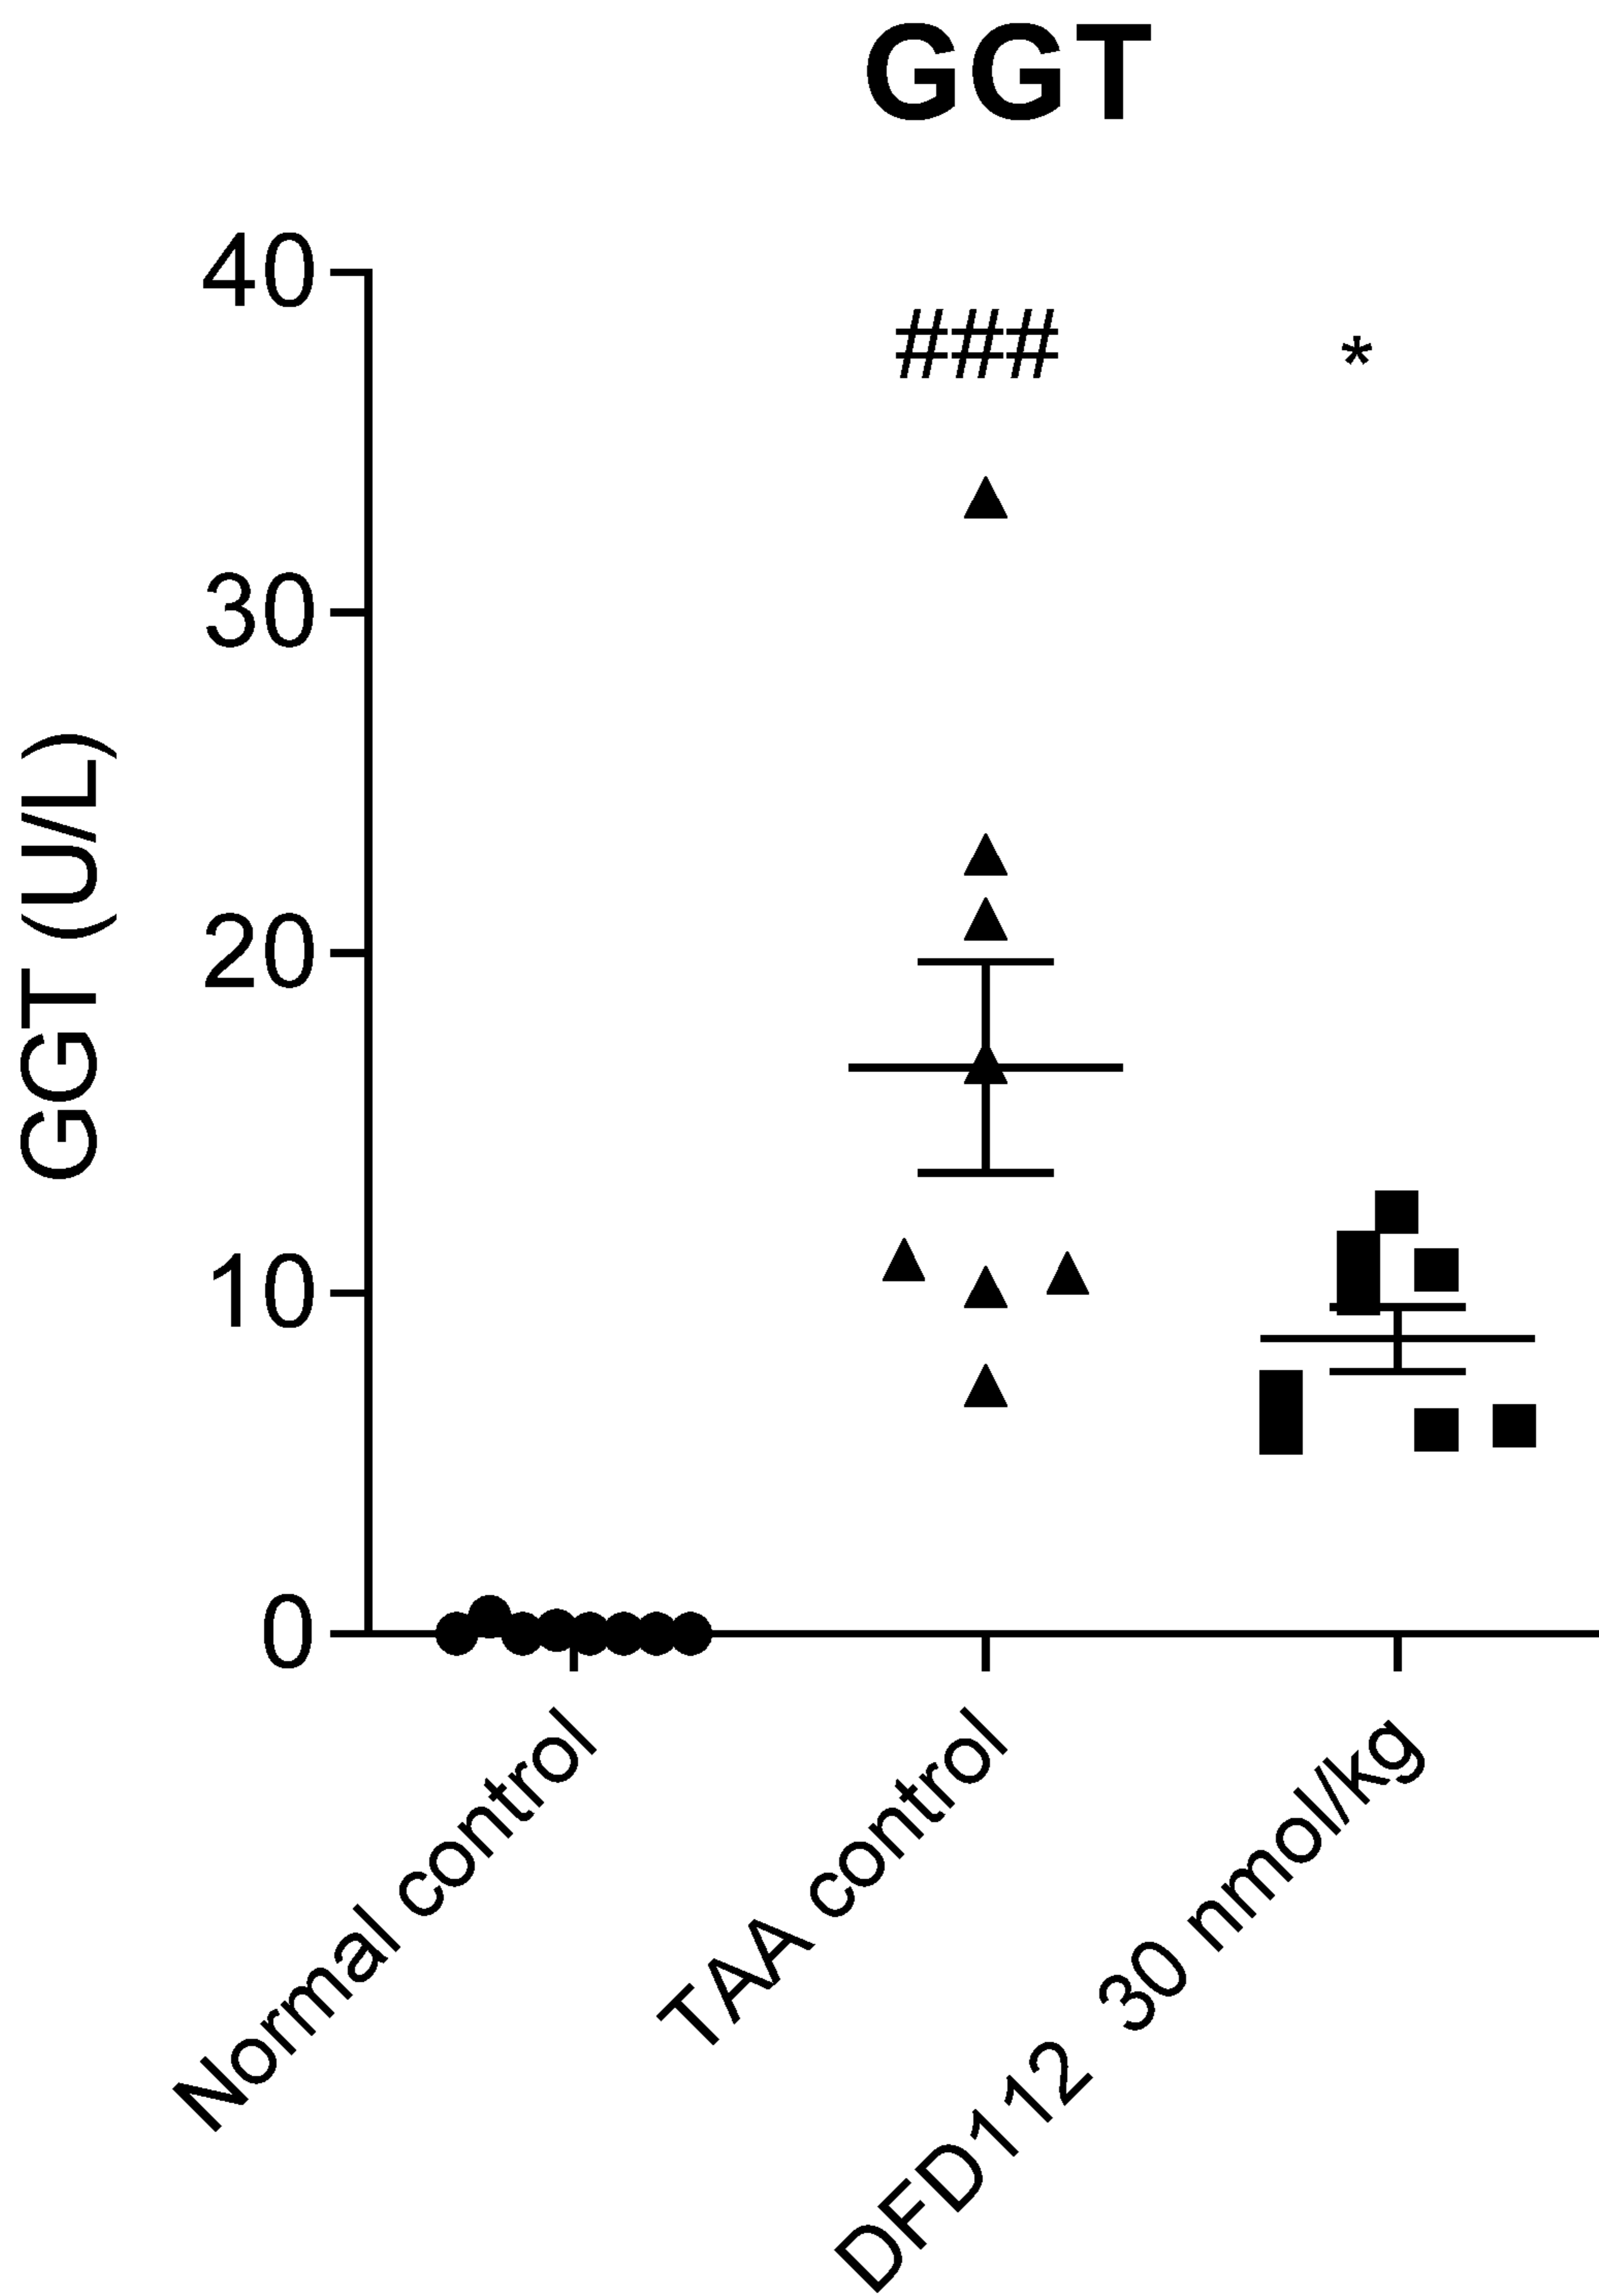 GGT
40
###
*
30
GGT (U/L)
20
10
0
Normal control
TAA control
DFD112 30 nmol/kg